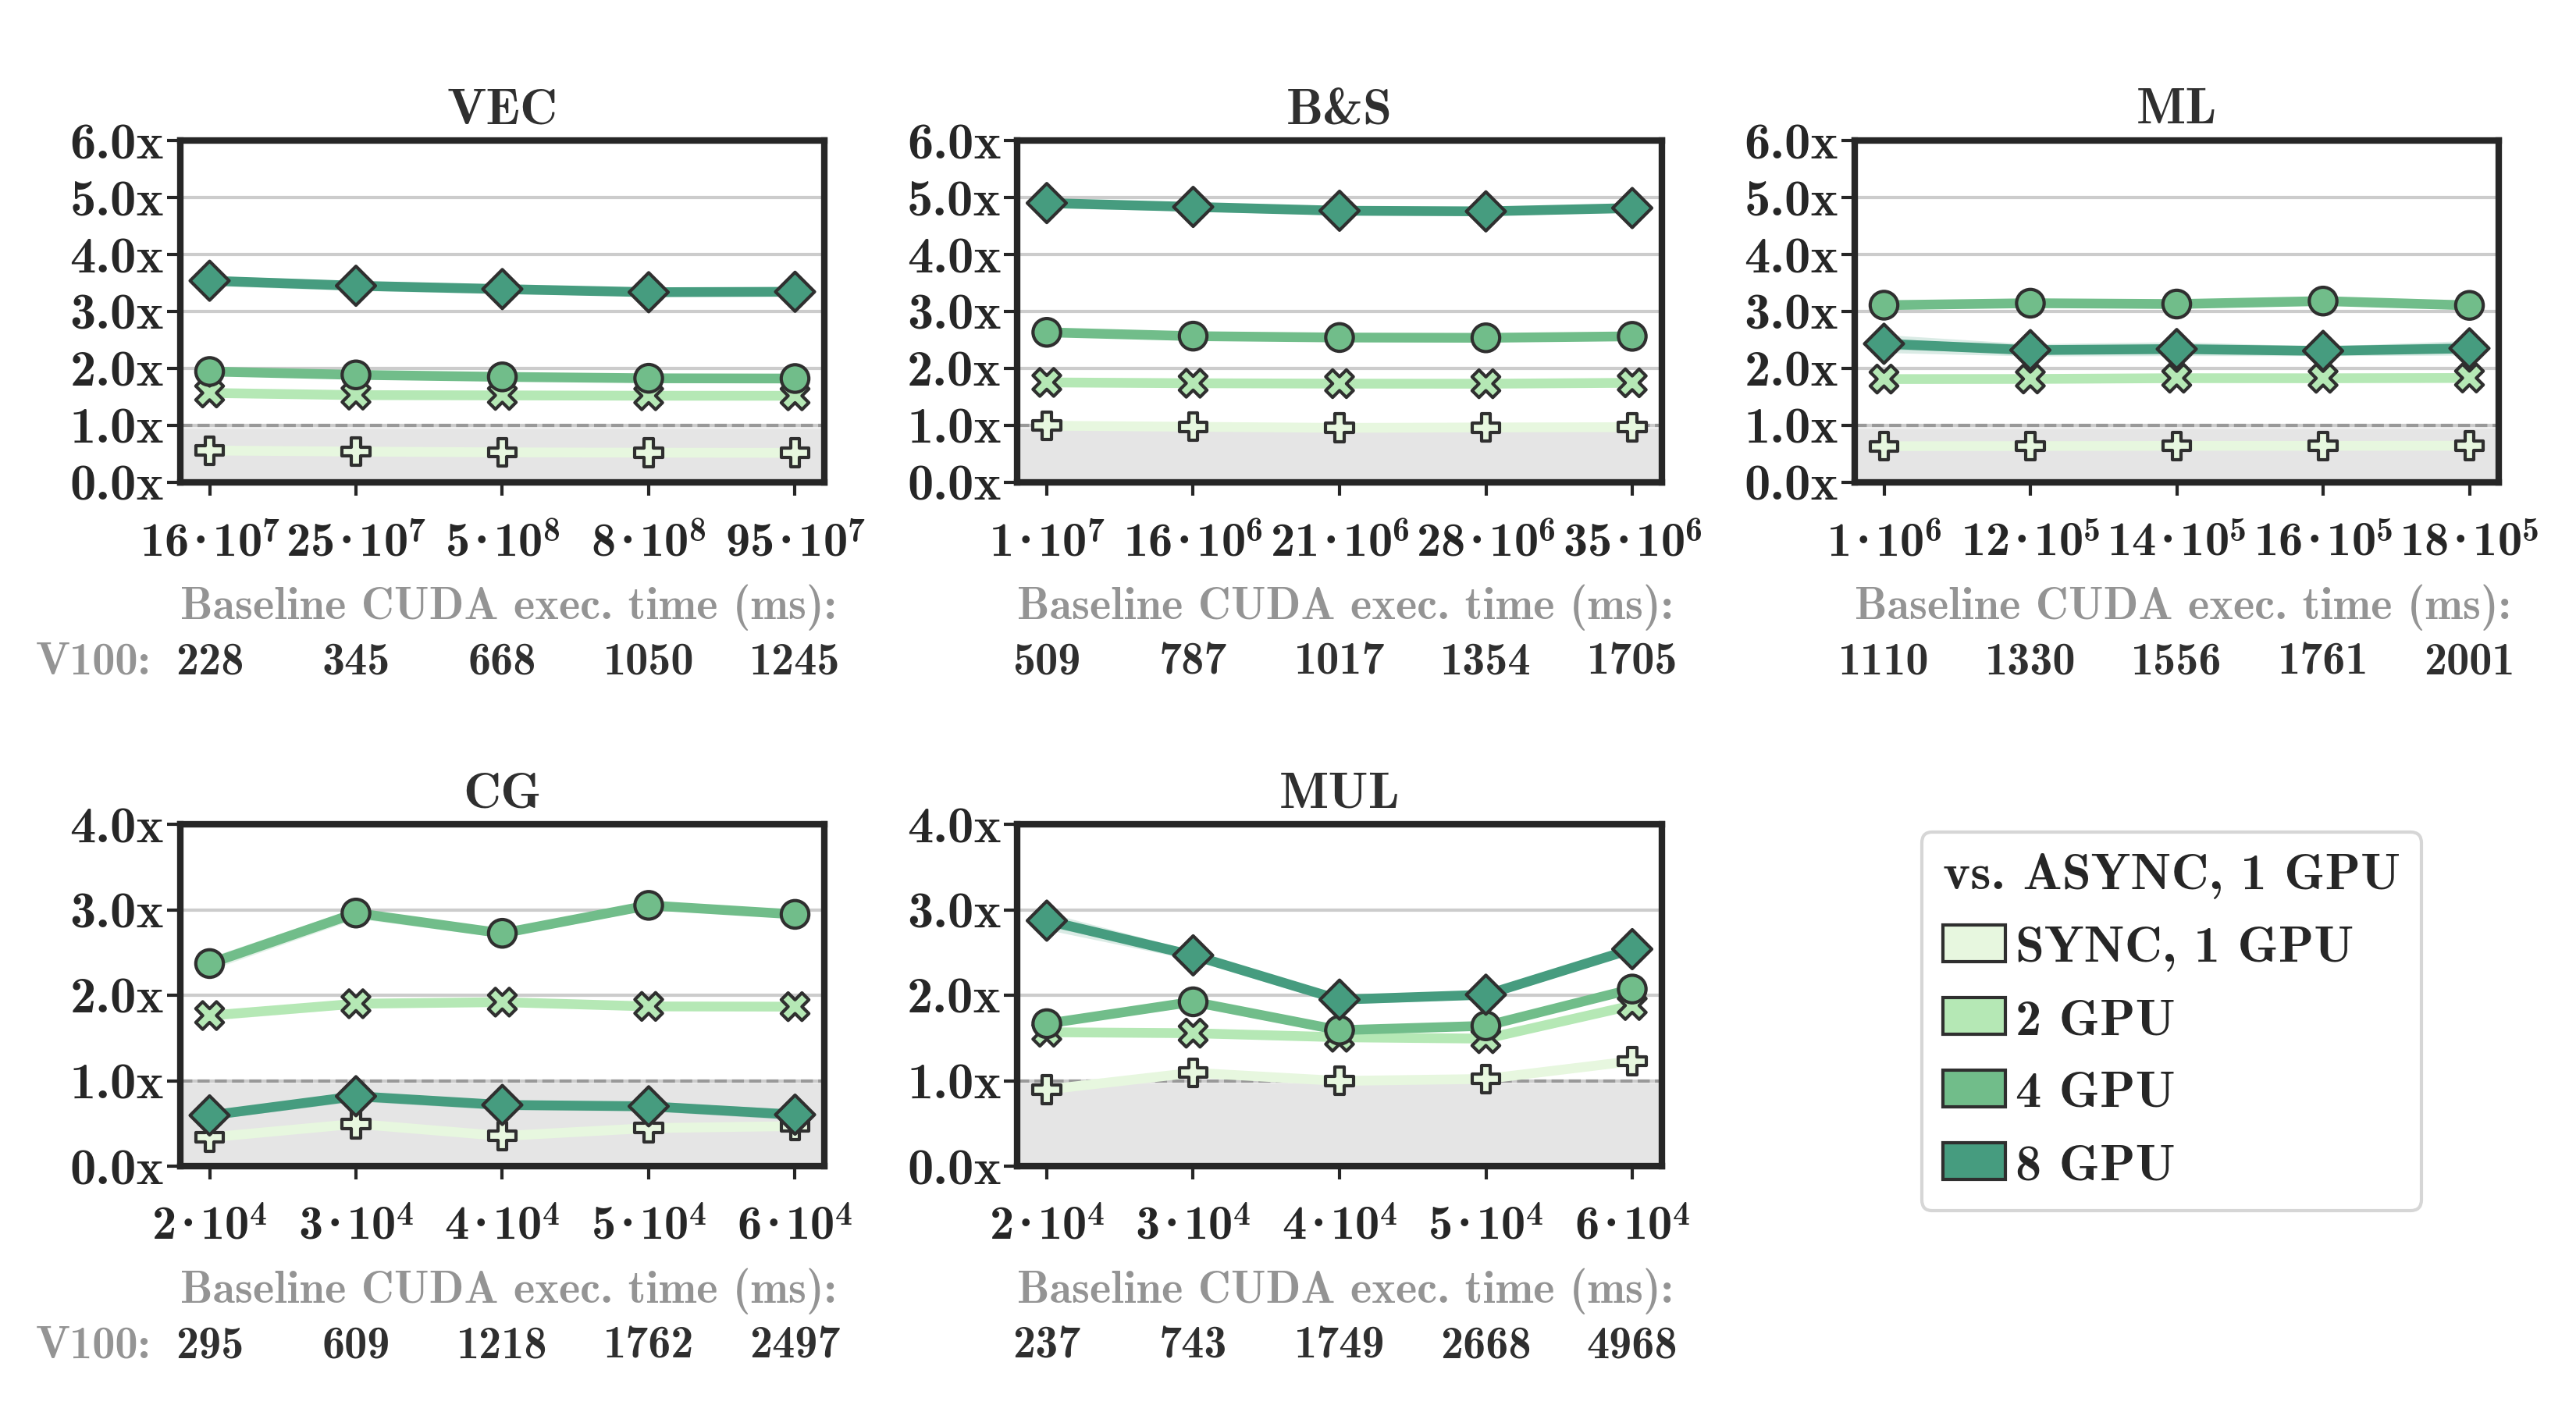 VEC
6.0x
5.0x
4.0x
3.0x
2.0x
1.0x
0.0x
16·10⁷ 25·10⁷ 5·10⁸ 8·10⁸ 95·10⁷
Baseline CUDA exec. time (ms):
V100: 228 345 668 1050 1245
B&S
6.0x
5.0x
4.0x
3.0x
2.0x
1.0x
0.0x
1·10⁷ 16·10⁶ 21·10⁶ 28·10⁶ 35·10⁶
Baseline CUDA exec. time (ms):
509 787 1017 1354 1705
ML
6.0x
5.0x
4.0x
3.0x
2.0x
1.0x
0.0x
1·10⁶ 12·10⁵ 14·10⁵ 16·10⁵ 18·10⁵
Baseline CUDA exec. time (ms):
1110 1330 1556 1761 2001
CG
4.0x
3.0x
2.0x
1.0x
0.0x
2·10⁴ 3·10⁴ 4·10⁴ 5·10⁴ 6·10⁴
Baseline CUDA exec. time (ms):
V100: 295 609 1218 1762 2497
MUL
4.0x
3.0x
2.0x
1.0x
0.0x
2·10⁴ 3·10⁴ 4·10⁴ 5·10⁴ 6·10⁴
Baseline CUDA exec. time (ms):
237 743 1749 2668 4968
vs. ASYNC, 1 GPU
SYNC, 1 GPU
2 GPU
4 GPU
8 GPU